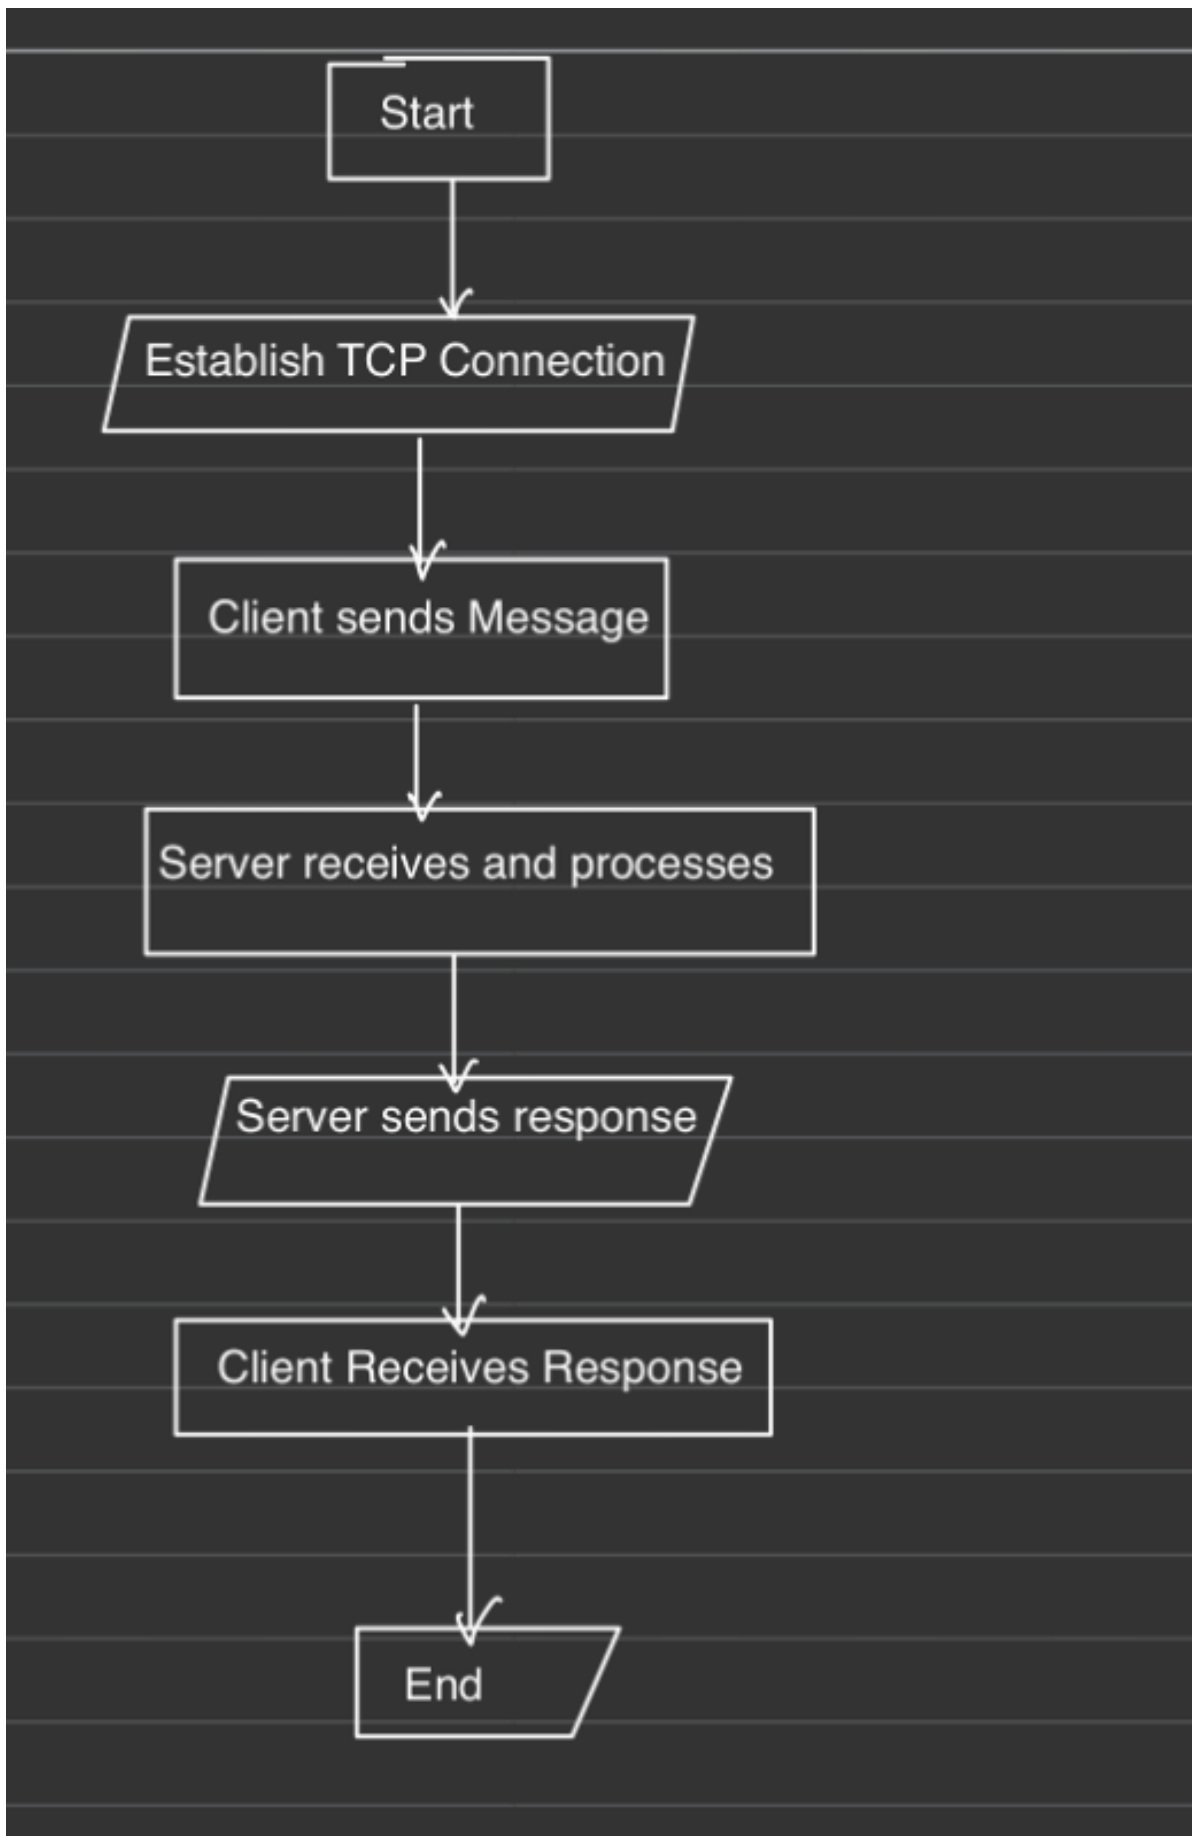 Start
Establish TCP Connection
Client sends Message
Server receives and processes
Server sends response
Client Receives Response
End